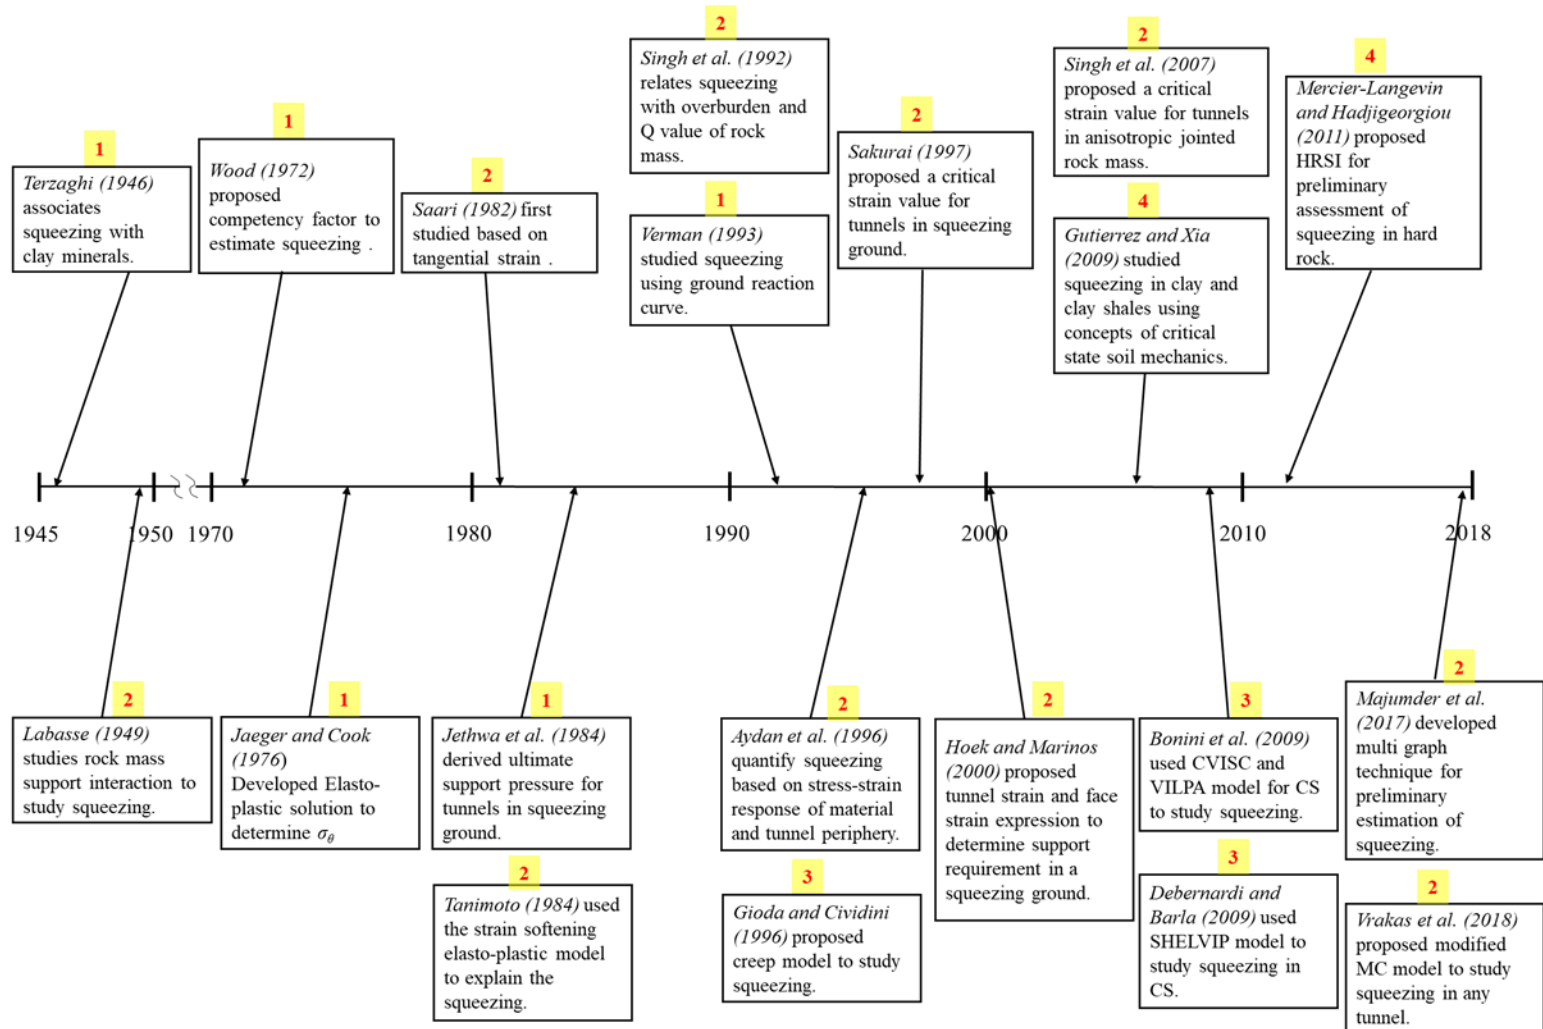 2
Singh et al. (1992)
relates squeezing
with overburden and
Q value of rock
mass.
2
Singh et al. (2007)
proposed a critical
strain value for tunnels
in anisotropic jointed
rock mass.
4
Mercier-Langevin
and Hadjigeorgiou
(2011) proposed
HRSI for
preliminary
assessment of
squeezing in hard
rock.
1
Terzaghi (1946)
associates
squeezing with
clay minerals.
1
Wood (1972)
proposed
competency factor to
estimate squeezing .
2
Saari (1982) first
studied based on
tangential strain .
1
Verman (1993)
studied squeezing
using ground reaction
curve.
2
Sakurai (1997)
proposed a critical
strain value for
tunnels in squeezing
ground.
4
Gutierrez and Xia
(2009) studied
squeezing in clay and
clay shales using
concepts of critical
state soil mechanics.
1945 1950 1970 1980 1990 2000 2010 2018
2
Labasse (1949)
studies rock mass
support interaction to
study squeezing.
1
Jaeger and Cook
(1976)
Developed Elasto-
plastic solution to
determine σθ
1
Jethwa et al. (1984)
derived ultimate
support pressure for
tunnels in squeezing
ground.
2
Tanimoto (1984) used
the strain softening
elasto-plastic model
to explain the
squeezing.
2
Aydan et al. (1996)
quantify squeezing
based on stress-strain
response of material
and tunnel periphery.
3
Gioda and Cividini
(1996) proposed
creep model to study
squeezing.
2
Hoek and Marinos
(2000) proposed
tunnel strain and face
strain expression to
determine support
requirement in a
squeezing ground.
3
Bonini et al. (2009)
used CVISC and
VILPA model for CS
to study squeezing.
3
Debernardi and
Barla (2009) used
SHELVIP model to
study squeezing in
CS.
2
Majumder et al.
(2017) developed
multi graph
technique for
preliminary
estimation of
squeezing.
2
Vrakas et al. (2018)
proposed modified
MC model to study
squeezing in any
tunnel.